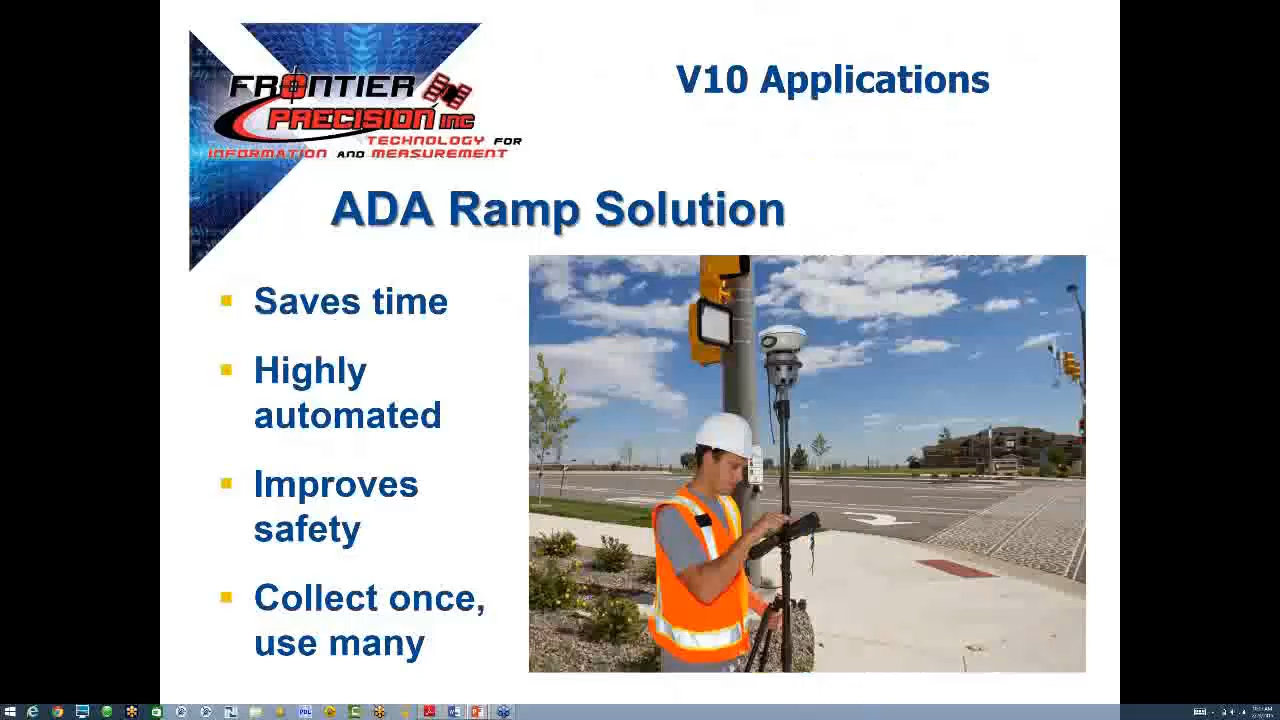 FRONTIER
PRECISION INC
TECHNOLOGY FOR
INFORMATION AND MEASUREMENT
V10 Applications
ADA Ramp Solution
Saves time
Highly
automated
Improves
safety
Collect once,
use many